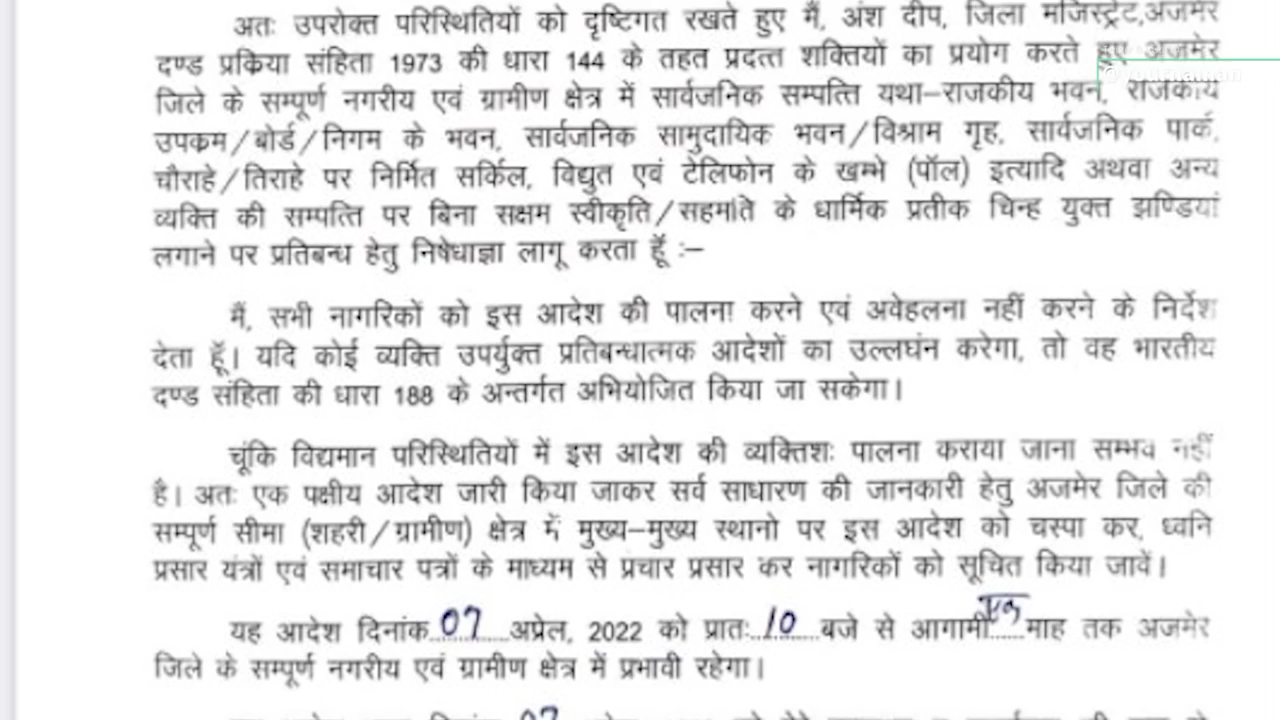 अतः उपरोक्त परिस्थितियों को दृष्टिगत रखते हुए मैं, अंश दीप, जिला मजिस्ट्रेट,अजमेर
दण्ड प्रक्रिया संहिता 1973 की धारा 144 के तहत प्रदत्त शक्तियों का प्रयोग करते हुए अजमेर
जिले के सम्पूर्ण नगरीय एवं ग्रामीण क्षेत्र में सार्वजनिक सम्पत्ति यथा–राजकीय भवन, राजकीय
उपक्रम/बोर्ड/निगम के भवन, सार्वजनिक सामुदायिक भवन/विश्राम गृह, सार्वजनिक पार्क,
चौराहे/तिराहे पर निर्मित सर्किल, विद्युत एवं टेलिफोन के खम्भे (पॉल) इत्यादि अथवा अन्य
व्यक्ति की सम्पत्ति पर बिना सक्षम स्वीकृति/सहमति के धार्मिक प्रतीक चिन्ह युक्त झण्डियां
लगाने पर प्रतिबन्ध हेतु निषेधाज्ञा लागू करता हूँ :–
मैं, सभी नागरिकों को इस आदेश की पालना करने एवं अवेहलना नहीं करने के निर्देश
देता हूँ। यदि कोई व्यक्ति उपर्युक्त प्रतिबन्धात्मक आदेशों का उल्लघंन करेगा, तो वह भारतीय
दण्ड संहिता की धारा 188 के अन्तर्गत अभियोजित किया जा सकेगा।
चूंकि विद्यमान परिस्थितियों में इस आदेश की व्यक्तिशः पालना कराया जाना सम्भव नहीं
है। अतः एक पक्षीय आदेश जारी किया जाकर सर्व साधारण की जानकारी हेतु अजमेर जिले की
सम्पूर्ण सीमा (शहरी/ग्रामीण) क्षेत्र में मुख्य–मुख्य स्थानो पर इस आदेश को चस्पा कर, ध्वनि
प्रसार यंत्रों एवं समाचार पत्रों के माध्यम से प्रचार प्रसार कर नागरिकों को सूचित किया जावें।
यह आदेश दिनांक 07 अप्रेल, 2022 को प्रातः 10 बजे से आगामी एक माह तक अजमेर
जिले के सम्पूर्ण नगरीय एवं ग्रामीण क्षेत्र में प्रभावी रहेगा।